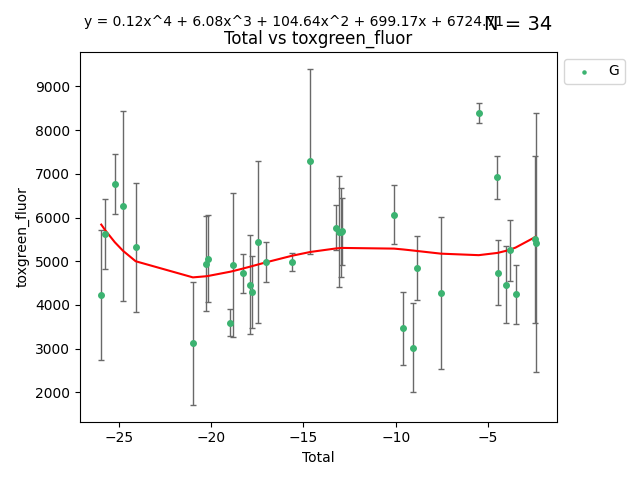 y = 0.12x^4 + 6.08x^3 + 104.64x^2 + 699.17x + 6724.71
N = 34
Total vs toxgreen_fluor
G
9000
8000
7000
6000
5000
4000
3000
2000
toxgreen_fluor
−25 −20 −15 −10 −5
Total